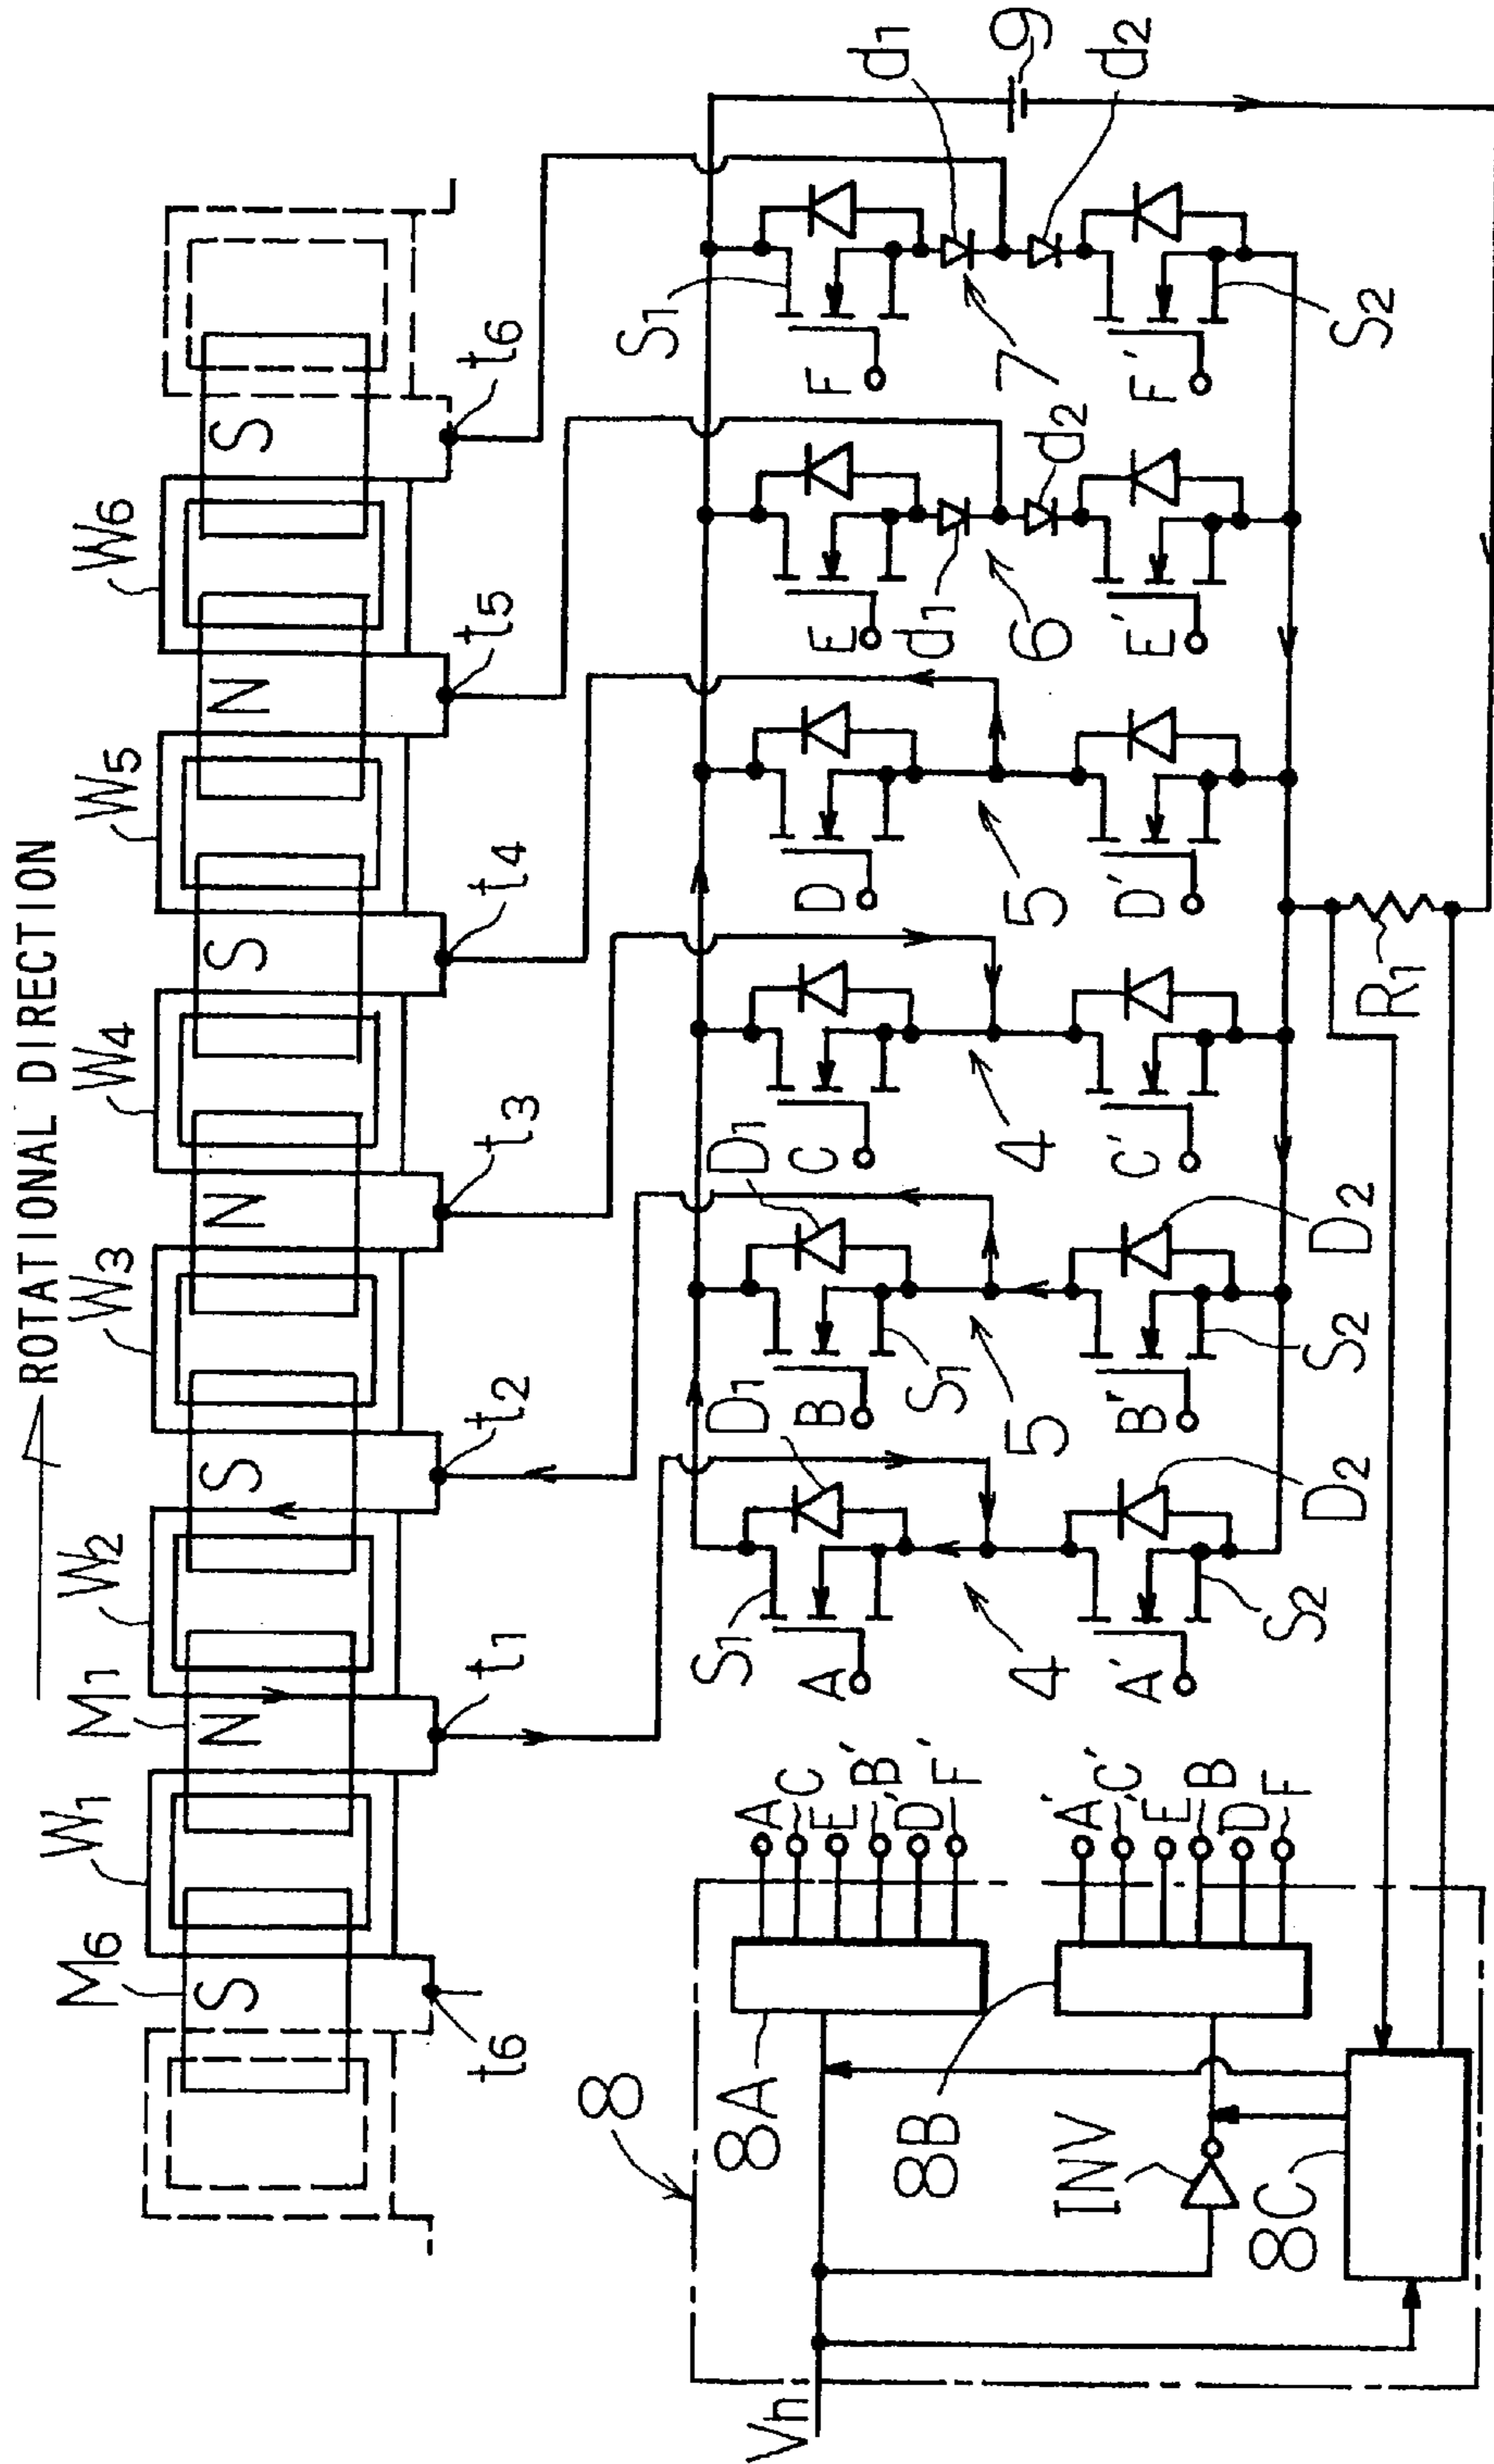 ROTATIONAL DIRECTION
M6 W1 M1 W2 W3 W4 W5 W6
S N S N S N S
t6 t1 t2 t3 t4 t5 t6
8
Vh
8A
8B
INV
8C
A
C
E'
B'
D'
F'
A'
C'
E
B
D
F
S1 D1 D1 S1
A B C D E F
S1 d1 d1
4 5 4 5 6 7
d2 d2
9
A' B' C' D' E' F'
S2 D2 S2 D2 S2
R1